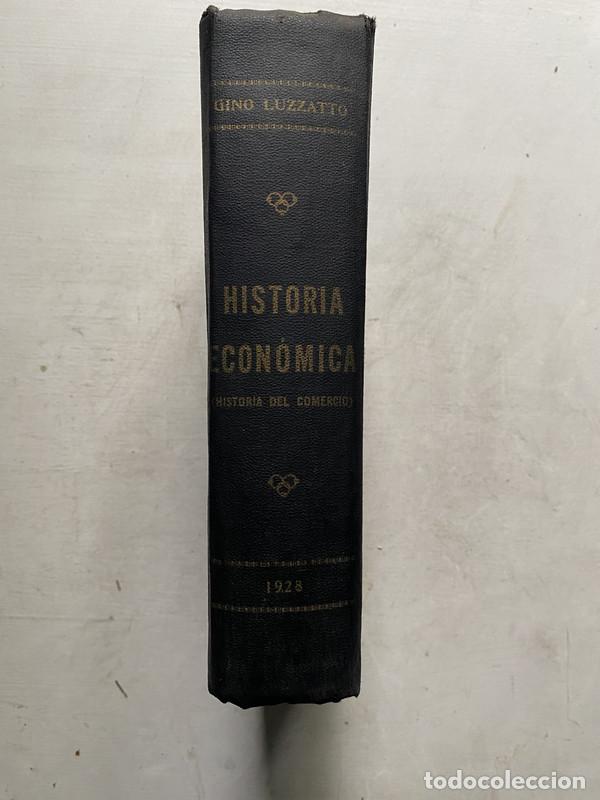 GINO LUZZATTO
HISTORIA
ECONÓMICA
(HISTORIA DEL COMERCIO)
1928
todocoleccion